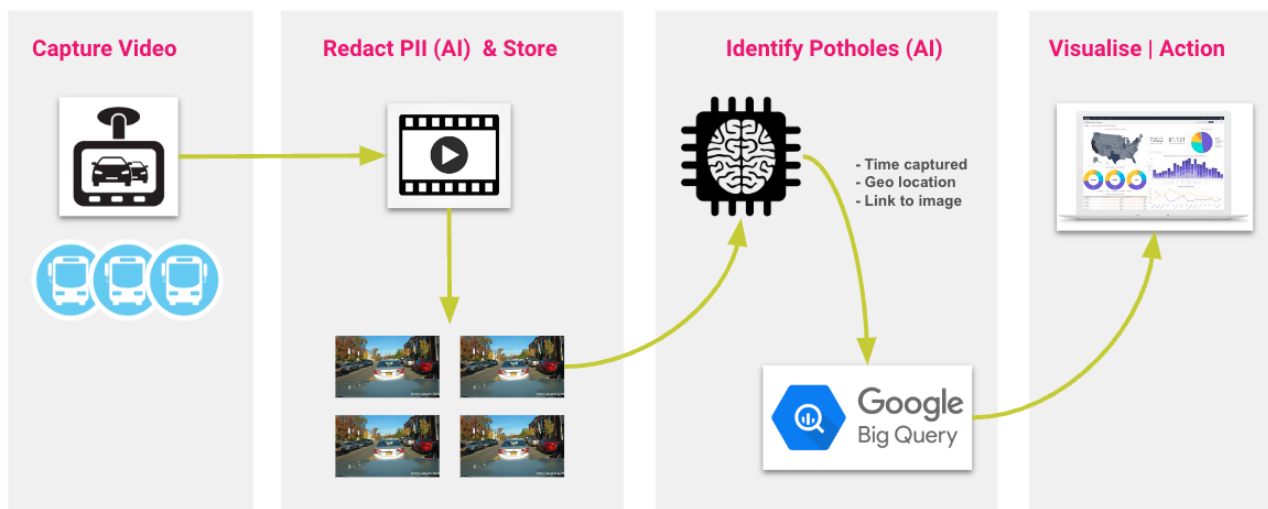 Capture Video
Redact PII (AI)  & Store
Identify Potholes (AI)
Visualise | Action
- Time captured
- Geo location
- Link to image
Google
Big Query